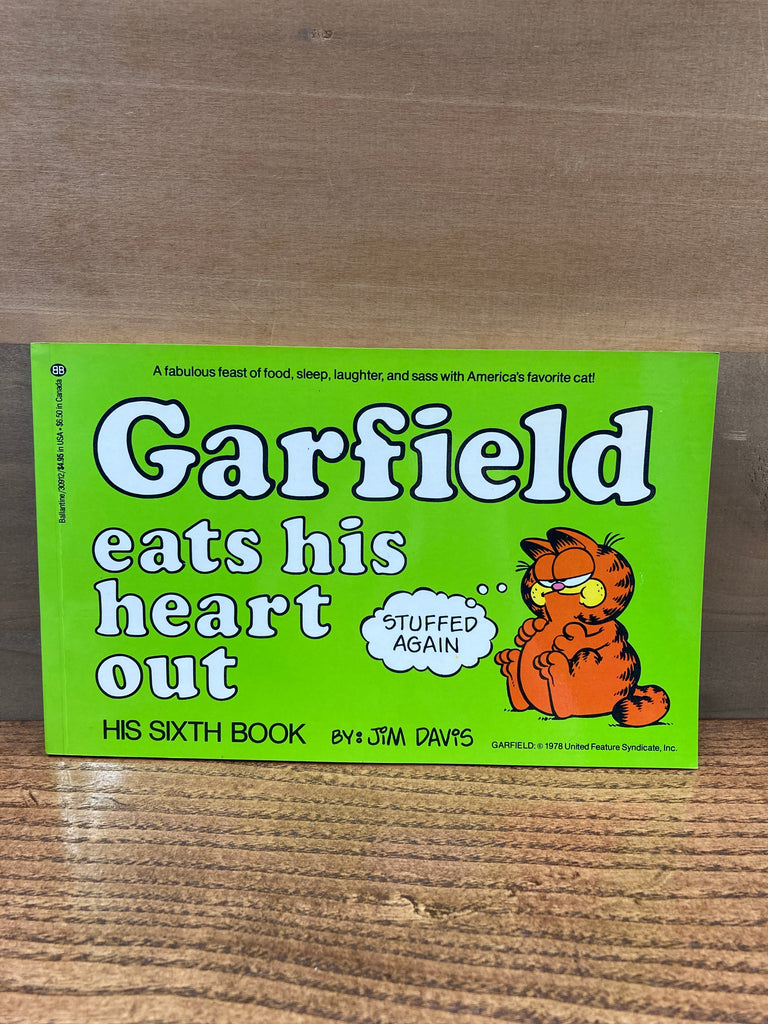 A fabulous feast of food, sleep, laughter, and sass with America's favorite cat!
BB
Ballantine/30912/$4.95 in USA • $6.50 in Canada
Garfield
eats his
heart
out
STUFFED
AGAIN
HIS SIXTH BOOK BY: JIM DAVIS
GARFIELD: © 1978 United Feature Syndicate, Inc.